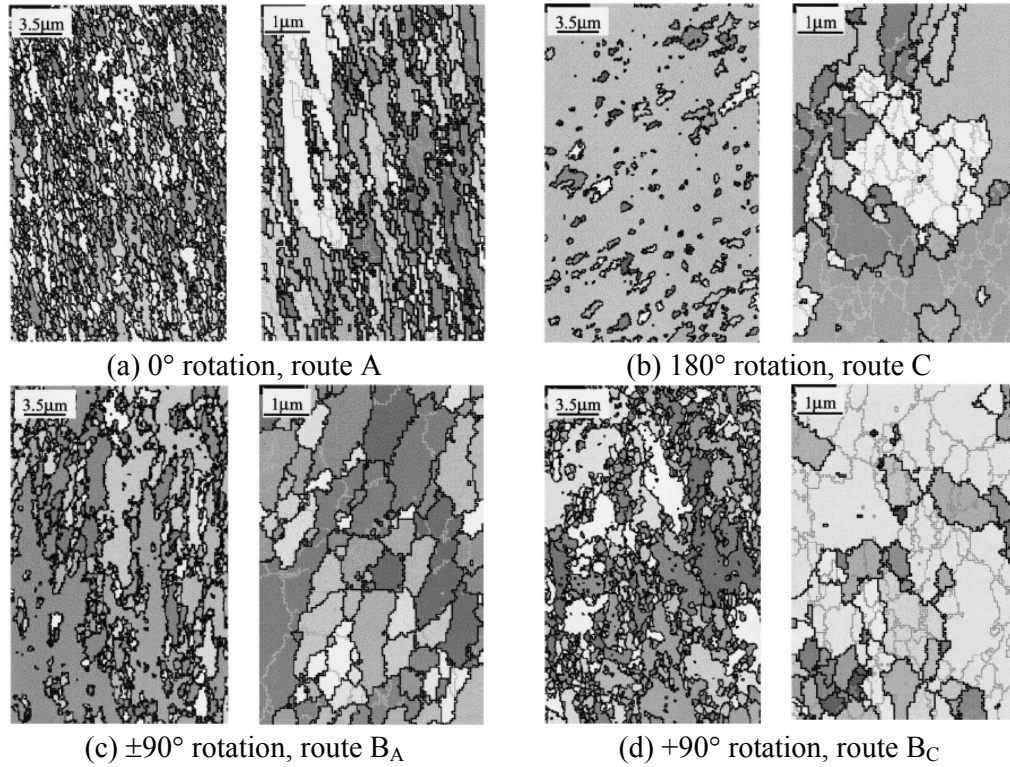 3.5µm
1µm
3.5µm
1µm
(a) 0° rotation, route A
(b) 180° rotation, route C
3.5µm
1µm
3.5µm
1µm
(c) ±90° rotation, route B_A
(d) +90° rotation, route B_C